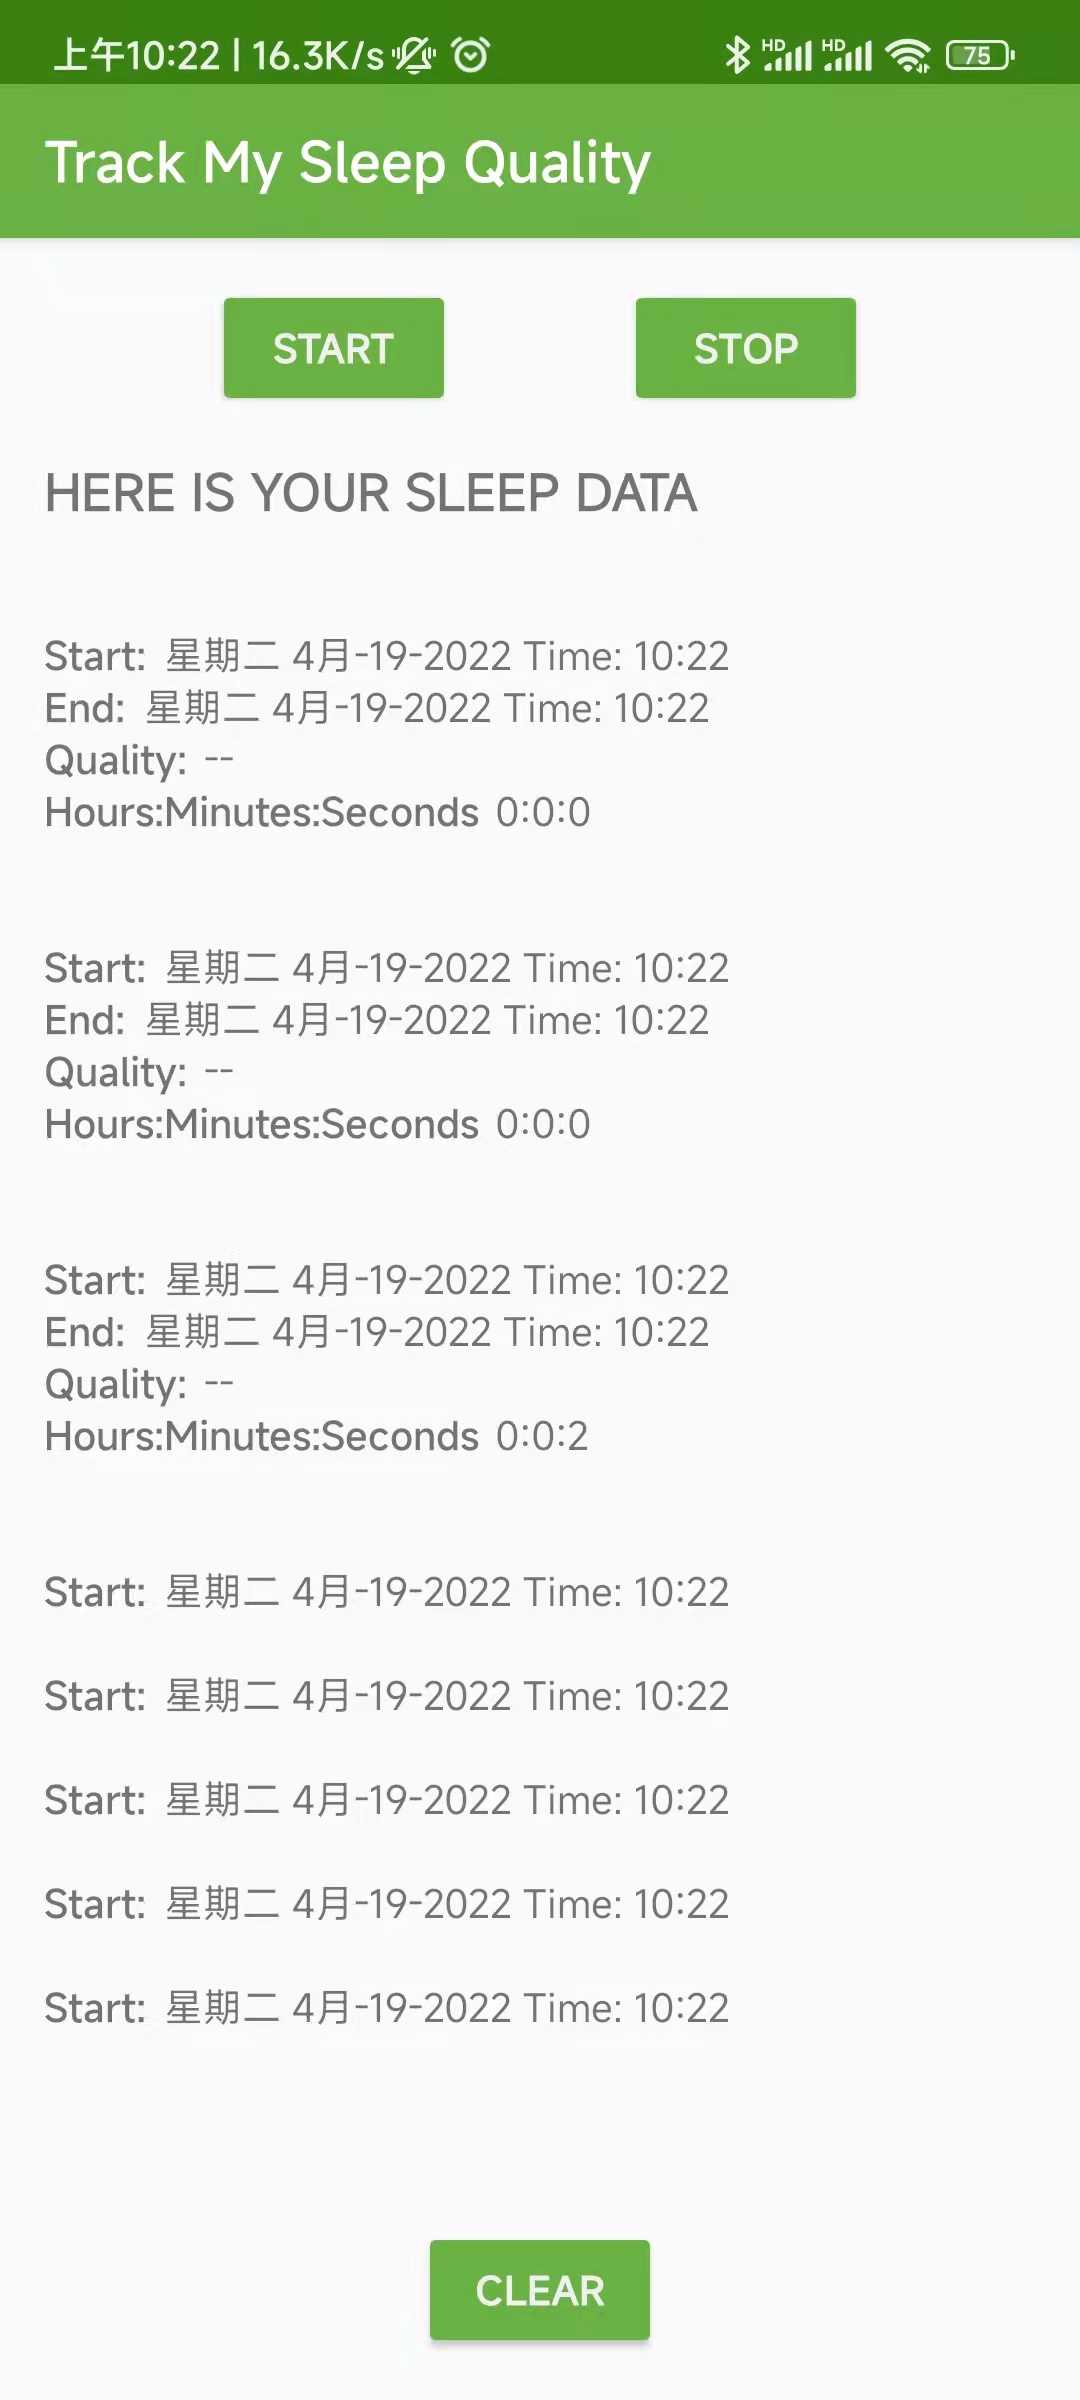 上午10:22 | 16.3K/s HD HD 75
Track My Sleep Quality
START STOP
HERE IS YOUR SLEEP DATA
Start: 星期二 4月-19-2022 Time: 10:22
End: 星期二 4月-19-2022 Time: 10:22
Quality: --
Hours:Minutes:Seconds 0:0:0
Start: 星期二 4月-19-2022 Time: 10:22
End: 星期二 4月-19-2022 Time: 10:22
Quality: --
Hours:Minutes:Seconds 0:0:0
Start: 星期二 4月-19-2022 Time: 10:22
End: 星期二 4月-19-2022 Time: 10:22
Quality: --
Hours:Minutes:Seconds 0:0:2
Start: 星期二 4月-19-2022 Time: 10:22
Start: 星期二 4月-19-2022 Time: 10:22
Start: 星期二 4月-19-2022 Time: 10:22
Start: 星期二 4月-19-2022 Time: 10:22
Start: 星期二 4月-19-2022 Time: 10:22
CLEAR